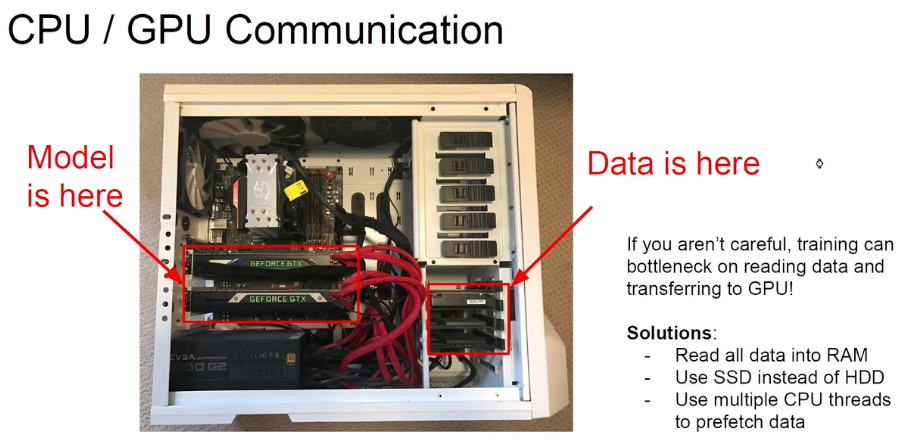 CPU / GPU Communication
Model
is here
Data is here
GEFORCE GTX
GEFORCE GTX
EVGA
00 G2
If you aren't careful, training can
bottleneck on reading data and
transferring to GPU!
Solutions:
- Read all data into RAM
- Use SSD instead of HDD
- Use multiple CPU threads
to prefetch data